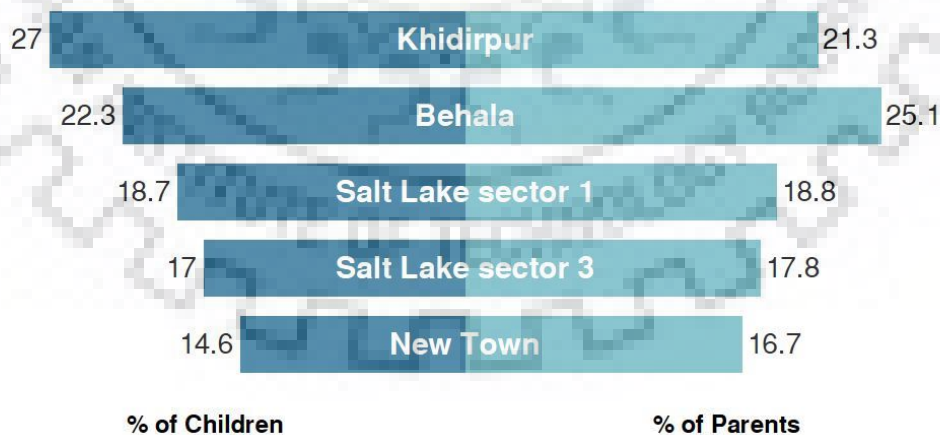 27 Khidirpur 21.3
22.3 Behala 25.1
18.7 Salt Lake sector 1 18.8
17 Salt Lake sector 3 17.8
14.6 New Town 16.7
% of Children % of Parents